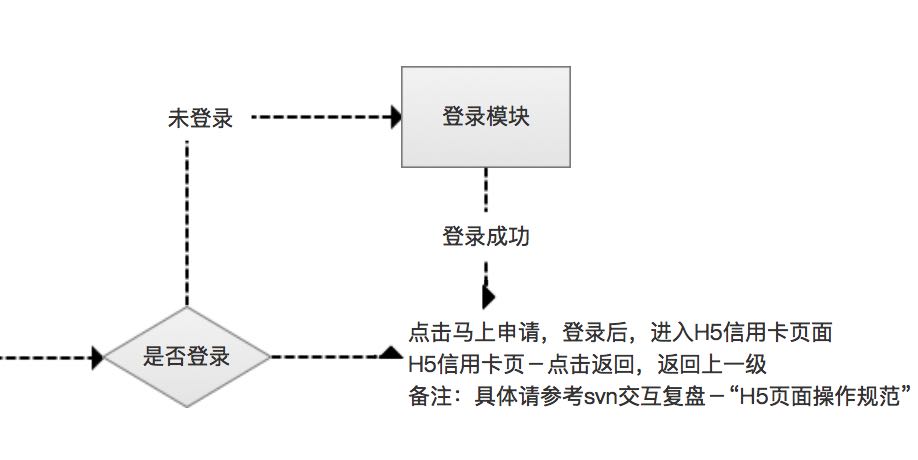 未登录
登录模块
登录成功
是否登录
点击马上申请，登录后，进入H5信用卡页面
H5信用卡页－点击返回，返回上一级
备注：具体请参考svn交互复盘－“H5页面操作规范”